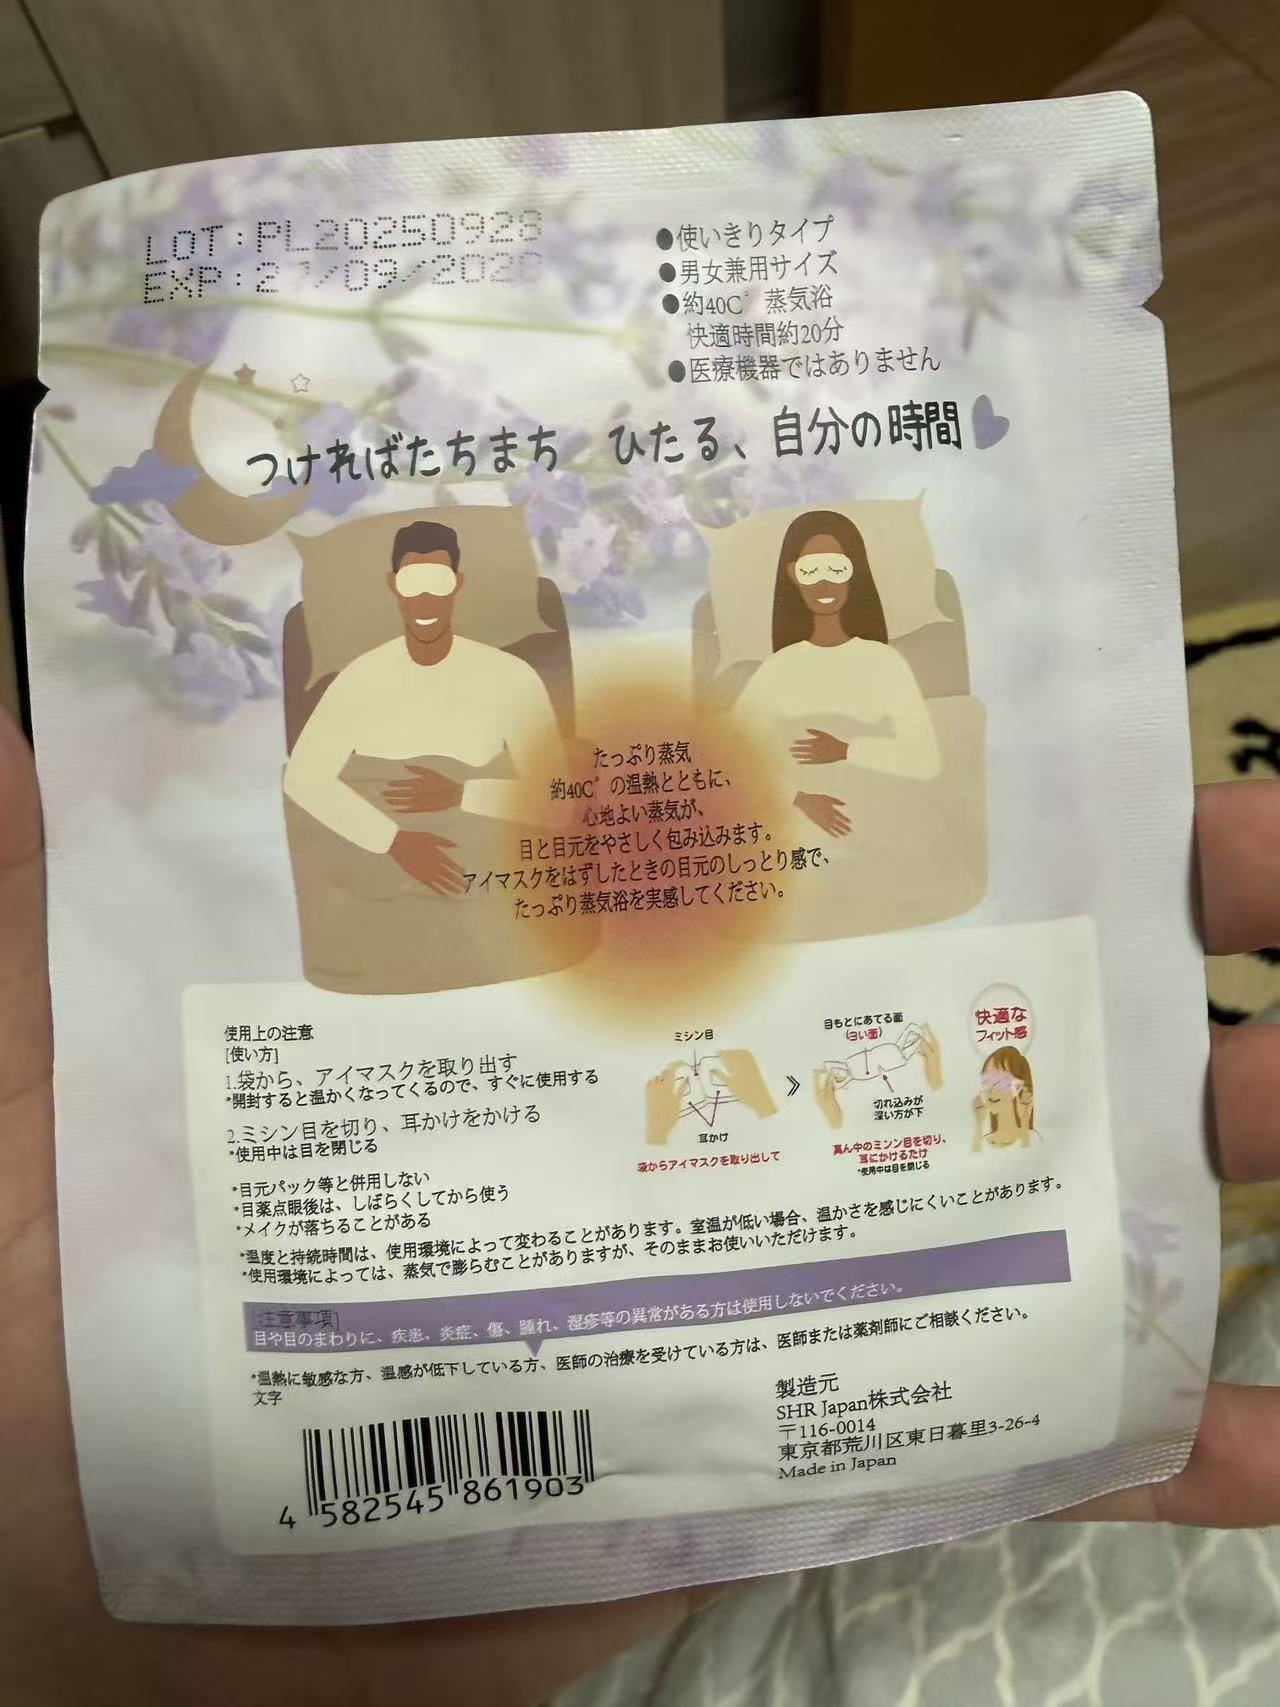 LOT:PL20250928
EXP:27/09/2028
●使いきりタイプ
●男女兼用サイズ
●約40C゜蒸気浴
快適時間約20分
●医療機器ではありません
つければたちまち ひたる、自分の時間
たっぷり蒸気
約40C゜の温熱とともに、
心地よい蒸気が、
目と目元をやさしく包み込みます。
アイマスクをはずしたときの目元のしっとり感で、
たっぷり蒸気浴を実感してください。
使用上の注意
[使い方]
1.袋から、アイマスクを取り出す
*開封すると温かくなってくるので、すぐに使用する
2.ミシン目を切り、耳かけをかける
*使用中は目を閉じる
*目元パック等と併用しない
*目薬点眼後は、しばらくしてから使う
*メイクが落ちることがある
*温度と持続時間は、使用環境によって変わることがあります。室温が低い場合、温かさを感じにくいことがあります。
*使用環境によっては、蒸気で膨らむことがありますが、そのままお使いいただけます。
ミシン目
耳かけ
袋からアイマスクを取り出して
》
目もとにあてる面
(白い面)
切れ込みが
深い方が下
真ん中のミシン目を切り、
耳にかけるだけ
*使用中は目を閉じる
快適な
フィット感
[注意事項]
目や目のまわりに、疾患、炎症、傷、腫れ、湿疹等の異常がある方は使用しないでください。
*温熱に敏感な方、温感が低下している方、医師の治療を受けている方は、医師または薬剤師にご相談ください。
文字
4 582545 861903
製造元
SHR Japan株式会社
〒116-0014
東京都荒川区東日暮里3-26-4
Made in Japan